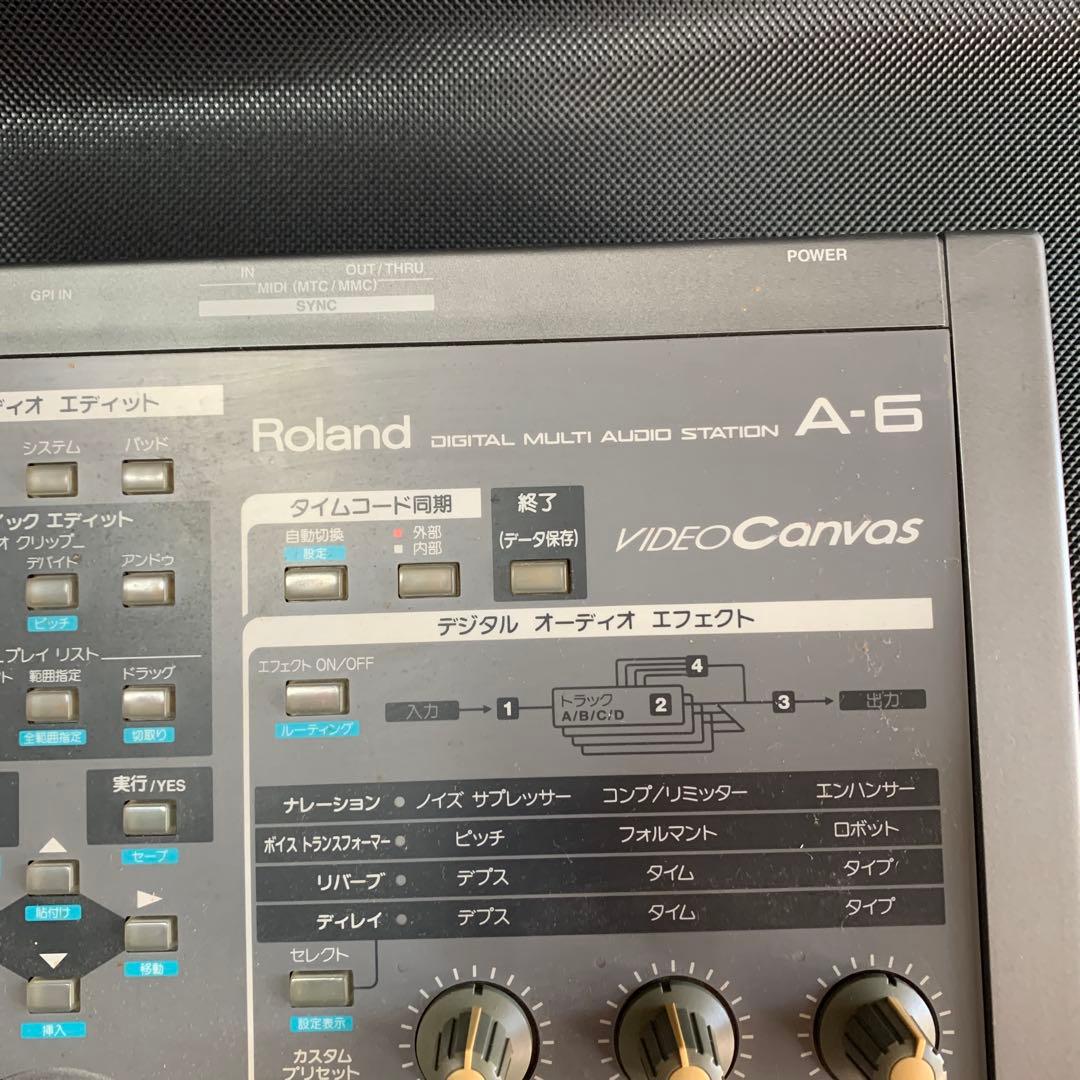 POWER
IN OUT/THRU
GPI IN
MIDI (MTC/MMC)
SYNC
ディオ エディット
Roland DIGITAL MULTI AUDIO STATION A-6
VIDEO Canvas
システム パッド
タイムコード同期
自動切換
設定
外部
内部
終了
(データ保存)
ック エディット
オ クリップ
デバイド アンドゥ
ピッチ
プレイ リスト
範囲指定 ドラッグ
全範囲指定 切取り
デジタル オーディオ エフェクト
エフェクト ON/OFF
ルーティング
入力 1 トラック
A/B/C/D 2 4 3 出力
実行/YES
セーブ
貼付け
移動
挿入
ナレーション ノイズ サプレッサー コンプ/リミッター エンハンサー
ボイス トランスフォーマー ピッチ フォルマント ロボット
リバーブ デプス タイム タイプ
ディレイ デプス タイム タイプ
セレクト
設定表示
カスタム
プリセット